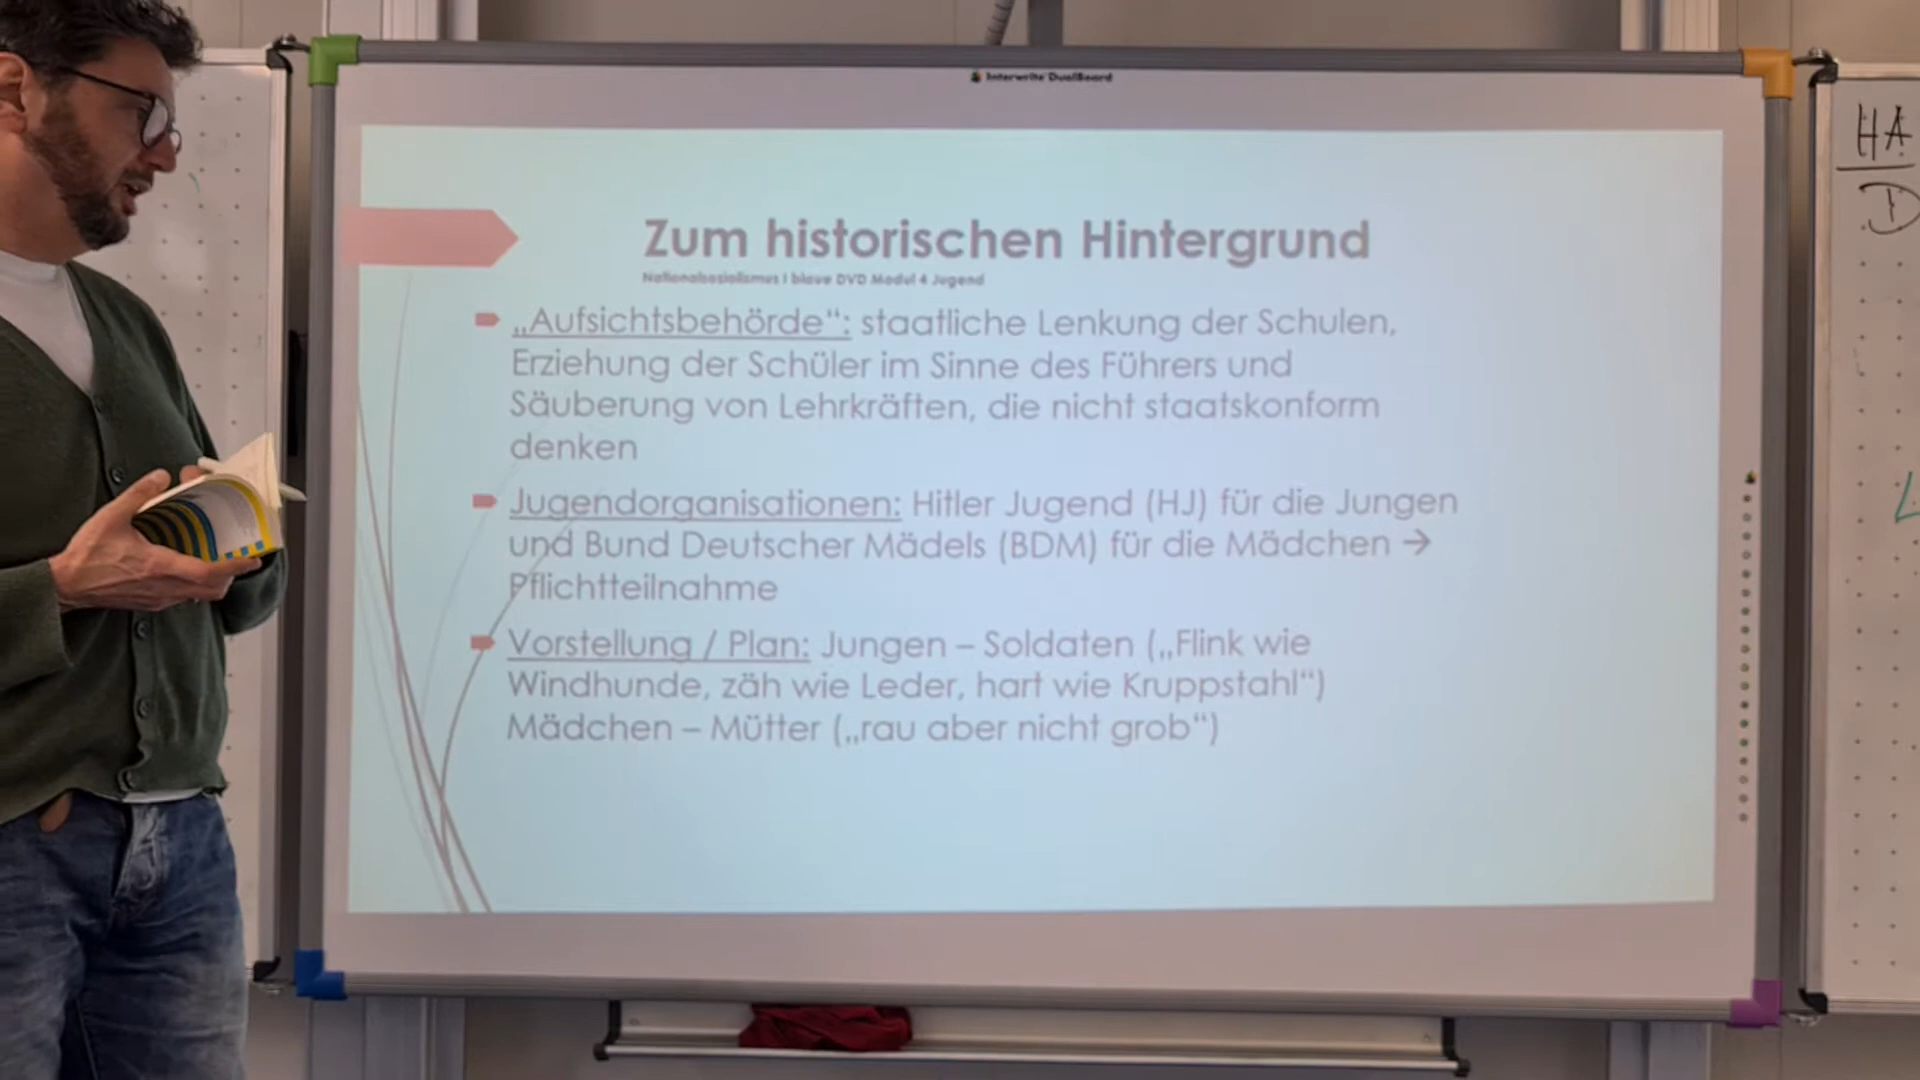 Interwrite DualBoard
Zum historischen Hintergrund
Nationalsozialismus I blaue DVD Modul 4 Jugend
„Aufsichtsbehörde“: staatliche Lenkung der Schulen,
Erziehung der Schüler im Sinne des Führers und
Säuberung von Lehrkräften, die nicht staatskonform
denken
Jugendorganisationen: Hitler Jugend (HJ) für die Jungen
und Bund Deutscher Mädels (BDM) für die Mädchen →
Pflichtteilnahme
Vorstellung / Plan: Jungen – Soldaten („Flink wie
Windhunde, zäh wie Leder, hart wie Kruppstahl“)
Mädchen – Mütter („rau aber nicht grob“)
HA
D